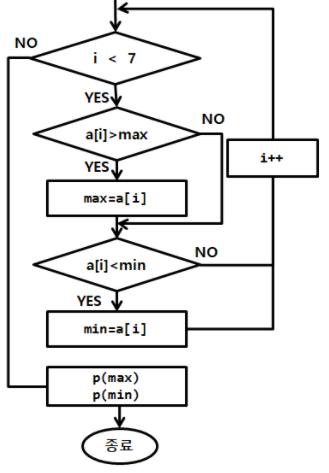 NO
i < 7
YES
a[i]>max
NO
YES
i++
max=a[i]
a[i]<min
NO
YES
min=a[i]
p(max)
p(min)
종료